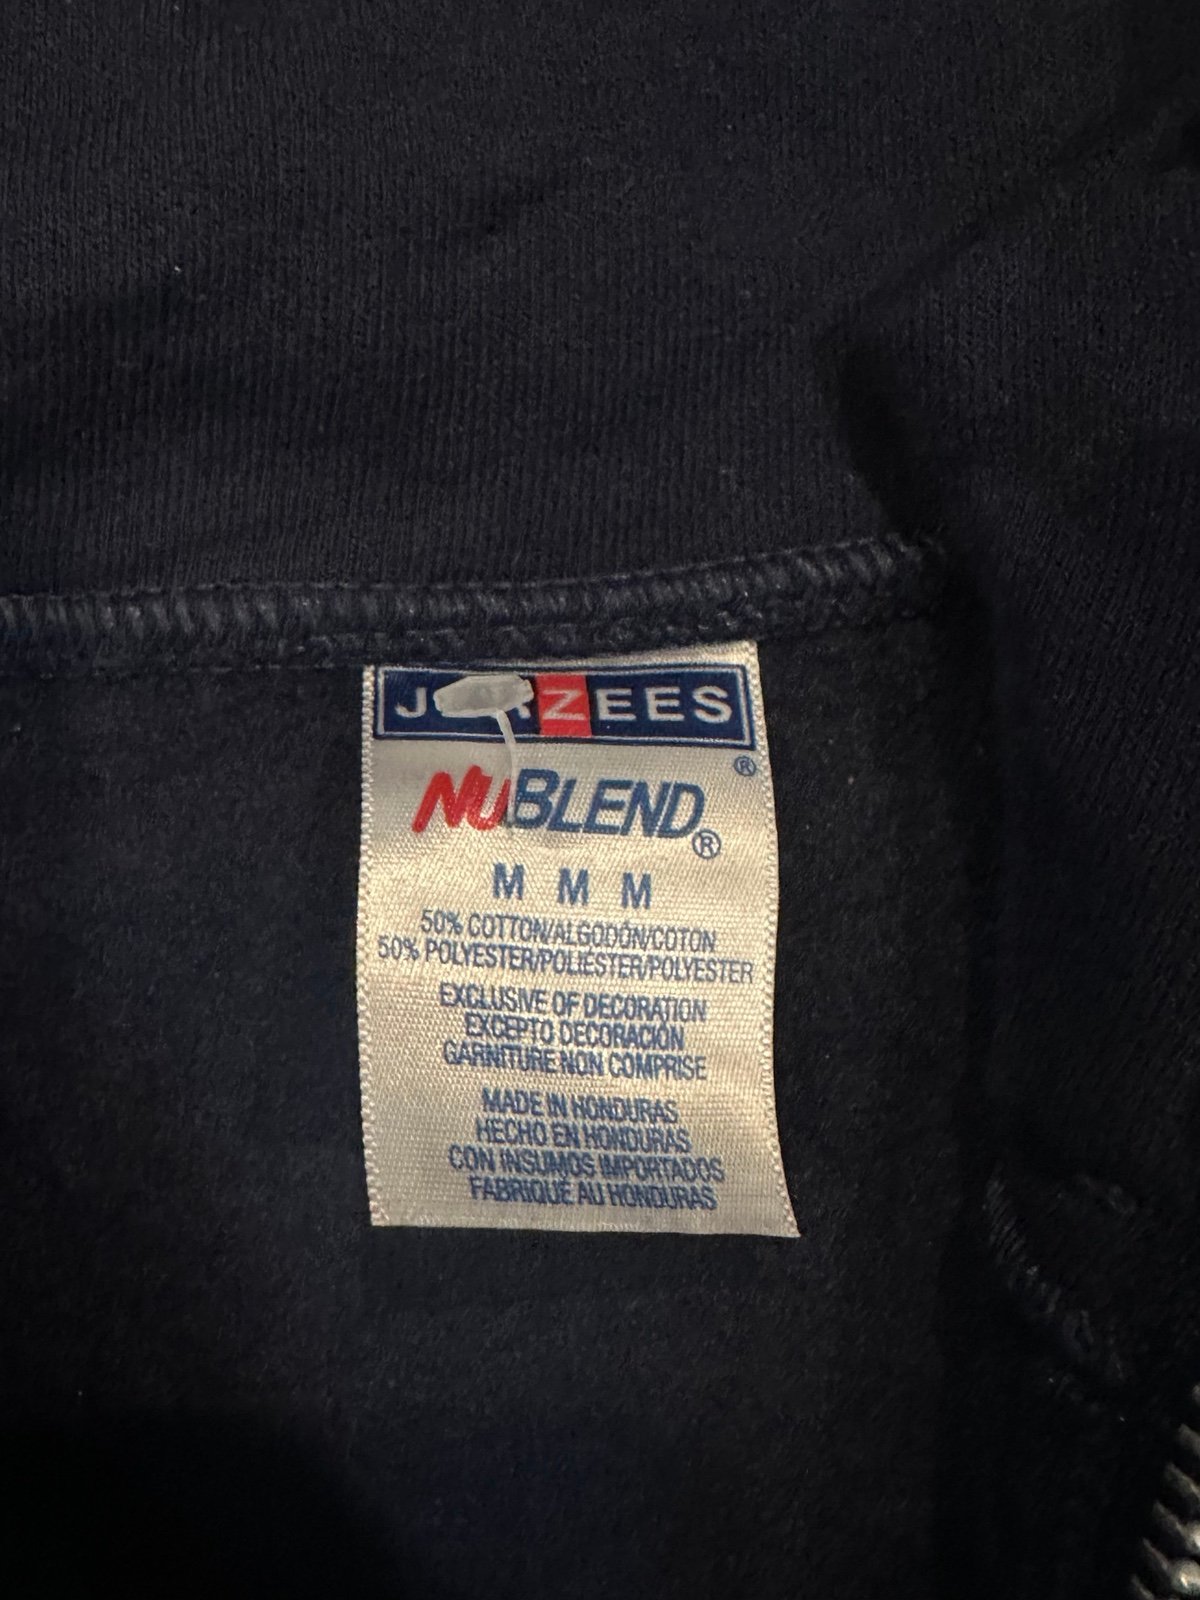 JERZEES
®
NUBLEND®
M M M
50% COTTON/ALGODÓN/COTON
50% POLYESTER/POLIÉSTER/POLYESTER
EXCLUSIVE OF DECORATION
EXCEPTO DECORACIÓN
GARNITURE NON COMPRISE
MADE IN HONDURAS
HECHO EN HONDURAS
CON INSUMOS IMPORTADOS
FABRIQUÉ AU HONDURAS